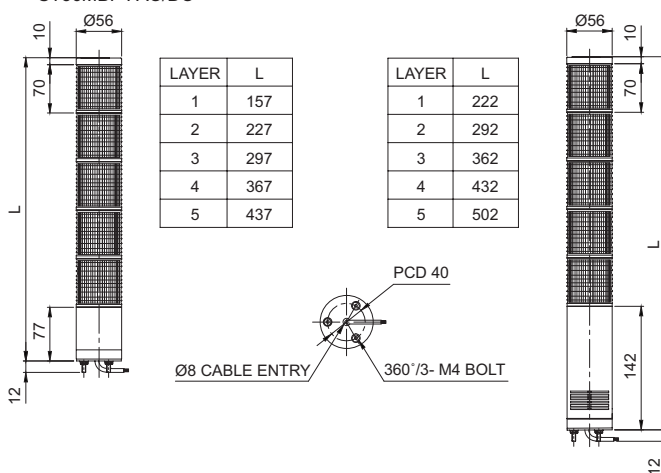 Ø56
10
70
L
77
12
LAYER L
1 157
2 227
3 297
4 367
5 437
LAYER L
1 222
2 292
3 362
4 432
5 502
PCD 40
Ø8 CABLE ENTRY
360°/3- M4 BOLT
Ø56
10
70
L
142
12